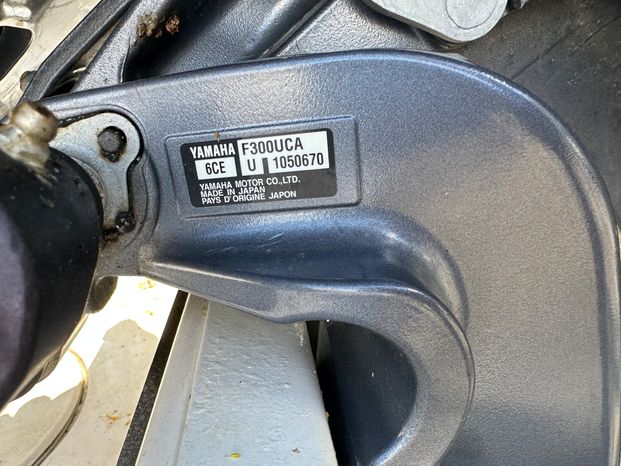 YAMAHA F300UCA
6CE U 1050670
YAMAHA MOTOR CO.,LTD.
MADE IN JAPAN
PAYS D'ORIGINE JAPON